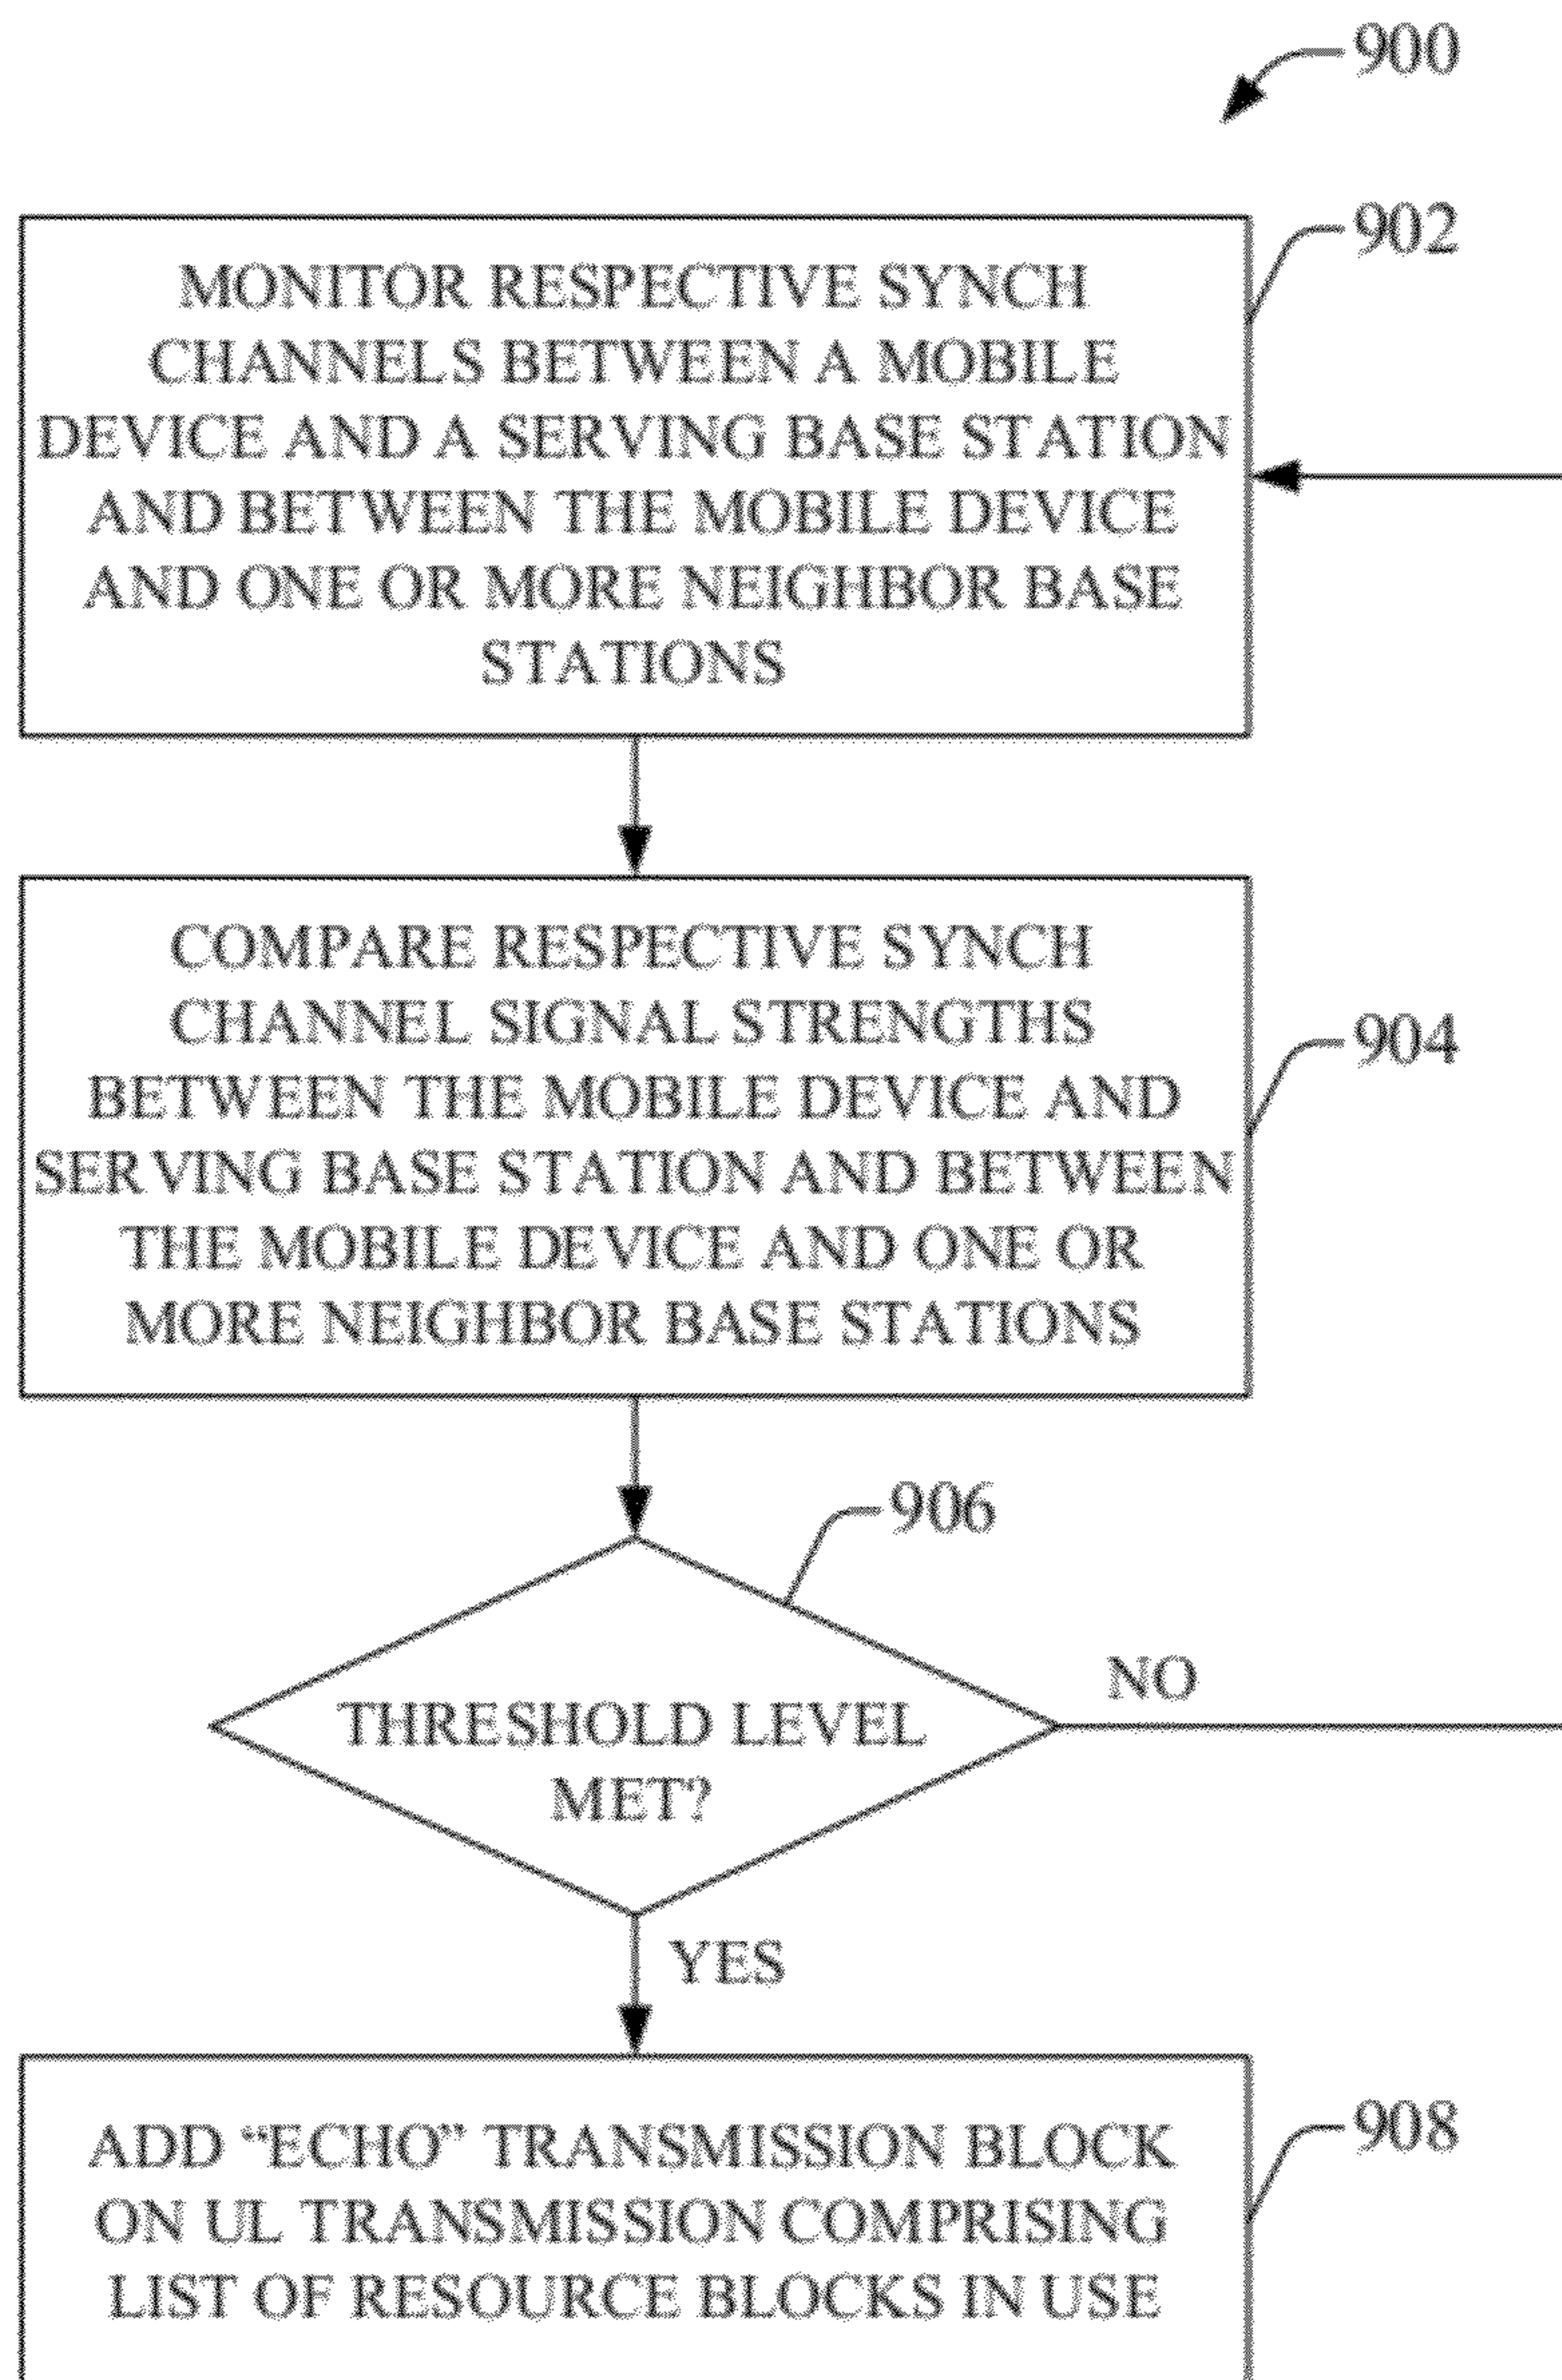 900
902
MONITOR RESPECTIVE SYNCH
CHANNELS BETWEEN A MOBILE
DEVICE AND A SERVING BASE STATION
AND BETWEEN THE MOBILE DEVICE
AND ONE OR MORE NEIGHBOR BASE
STATIONS
COMPARE RESPECTIVE SYNCH
CHANNEL SIGNAL STRENGTHS
904
BETWEEN THE MOBILE DEVICE AND
SERVING BASE STATION AND BETWEEN
THE MOBILE DEVICE AND ONE OR
MORE NEIGHBOR BASE STATIONS
906
NO
THRESHOLD LEVEL
MET?
YES
908
ADD “ECHO” TRANSMISSION BLOCK
ON UL TRANSMISSION COMPRISING
LIST OF RESOURCE BLOCKS IN USE